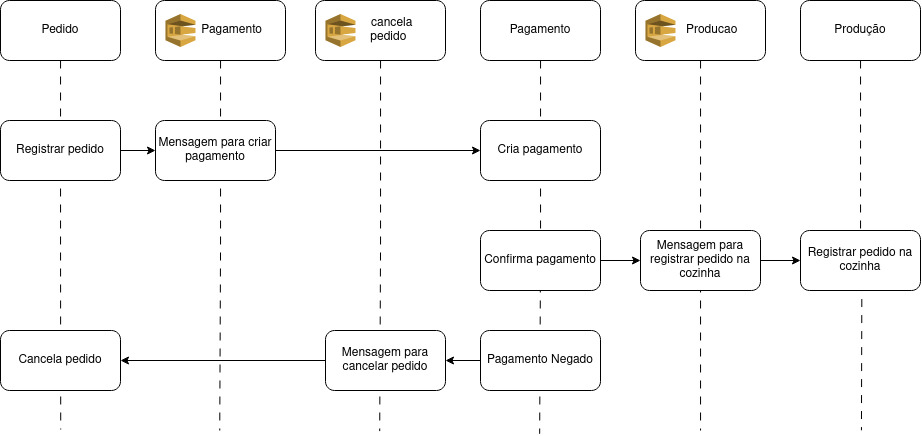 Pedido
Pagamento
cancela
pedido
Pagamento
Producao
Produção
Registrar pedido
Mensagem para criar
pagamento
Cria pagamento
Confirma pagamento
Mensagem para
registrar pedido na
cozinha
Registrar pedido na
cozinha
Cancela pedido
Mensagem para
cancelar pedido
Pagamento Negado